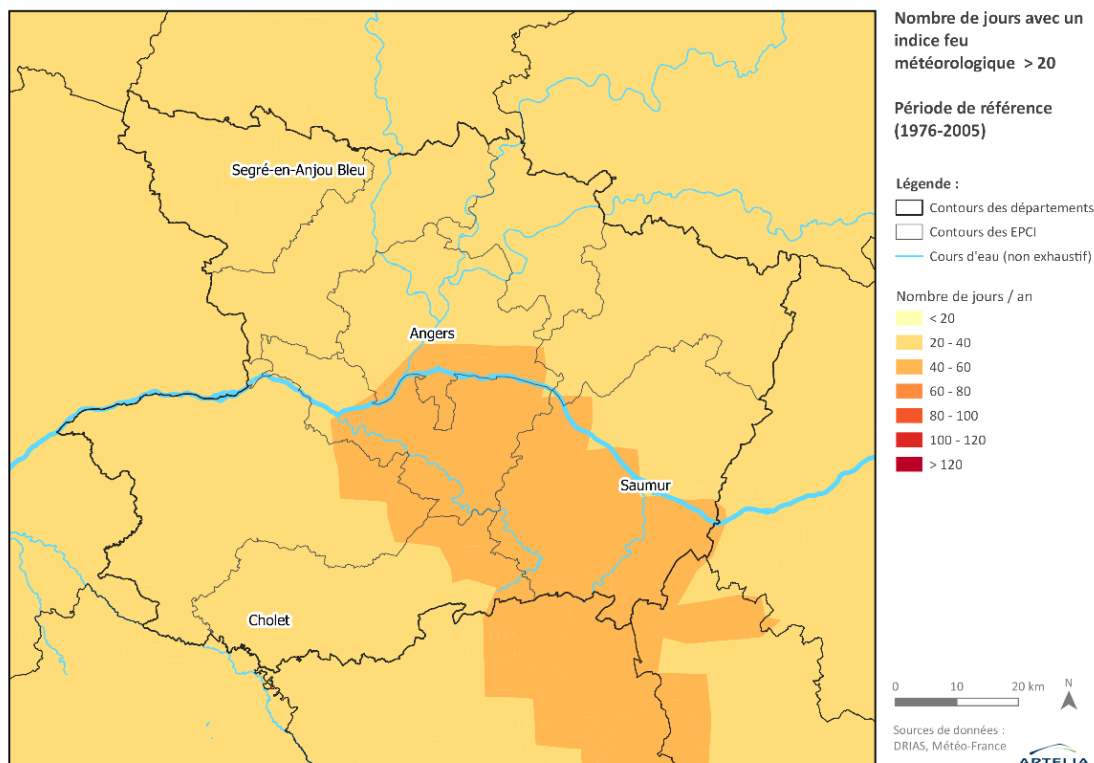 Nombre de jours avec un
indice feu
météorologique > 20
Période de référence
(1976-2005)
Légende :
Contours des départements
Contours des EPCI
Cours d'eau (non exhaustif)
Nombre de jours / an
< 20
20 - 40
40 - 60
60 - 80
80 - 100
100 - 120
> 120
Segré-en-Anjou Bleu
Angers
Saumur
Cholet
0 10 20 km
N
Sources de données :
DRIAS, Météo-France
ARTELIA